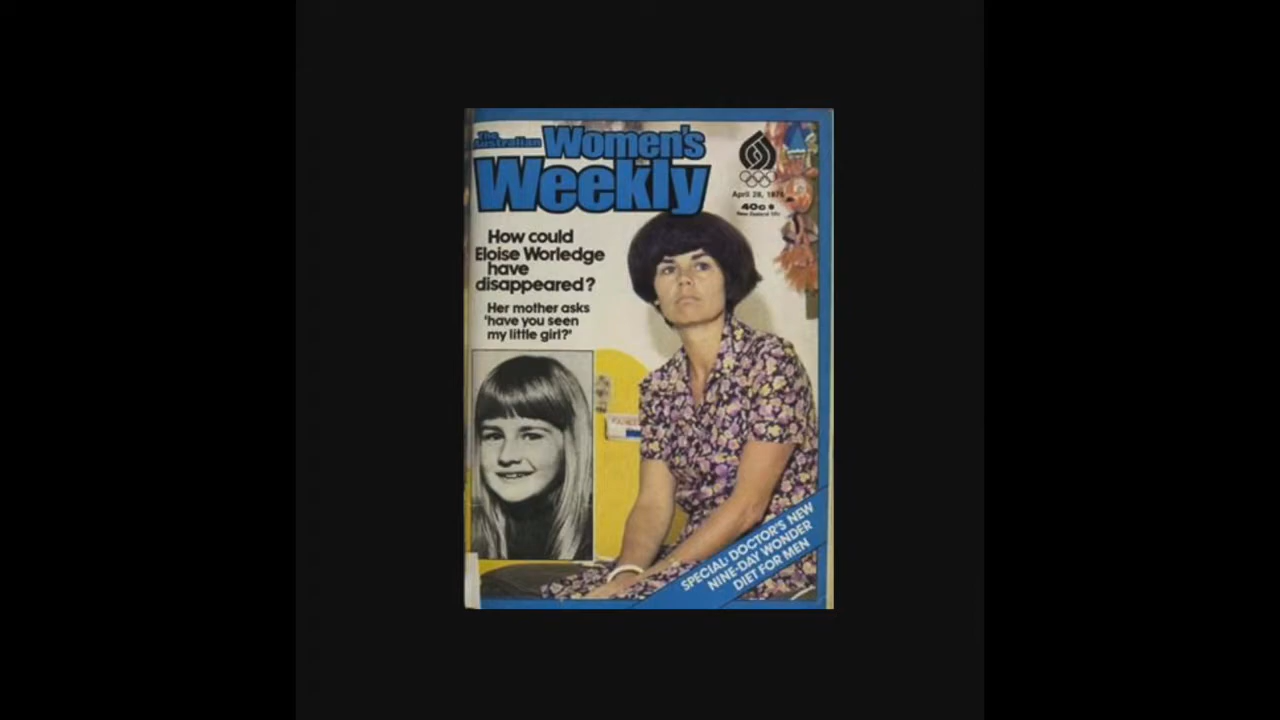 The
Australian
Women's
Weekly
April 28, 1976
40c
How could
Eloise Worledge
have
disappeared?
Her mother asks
'have you seen
my little girl?'
SPECIAL: DOCTOR'S NEW
NINE-DAY WONDER
DIET FOR MEN